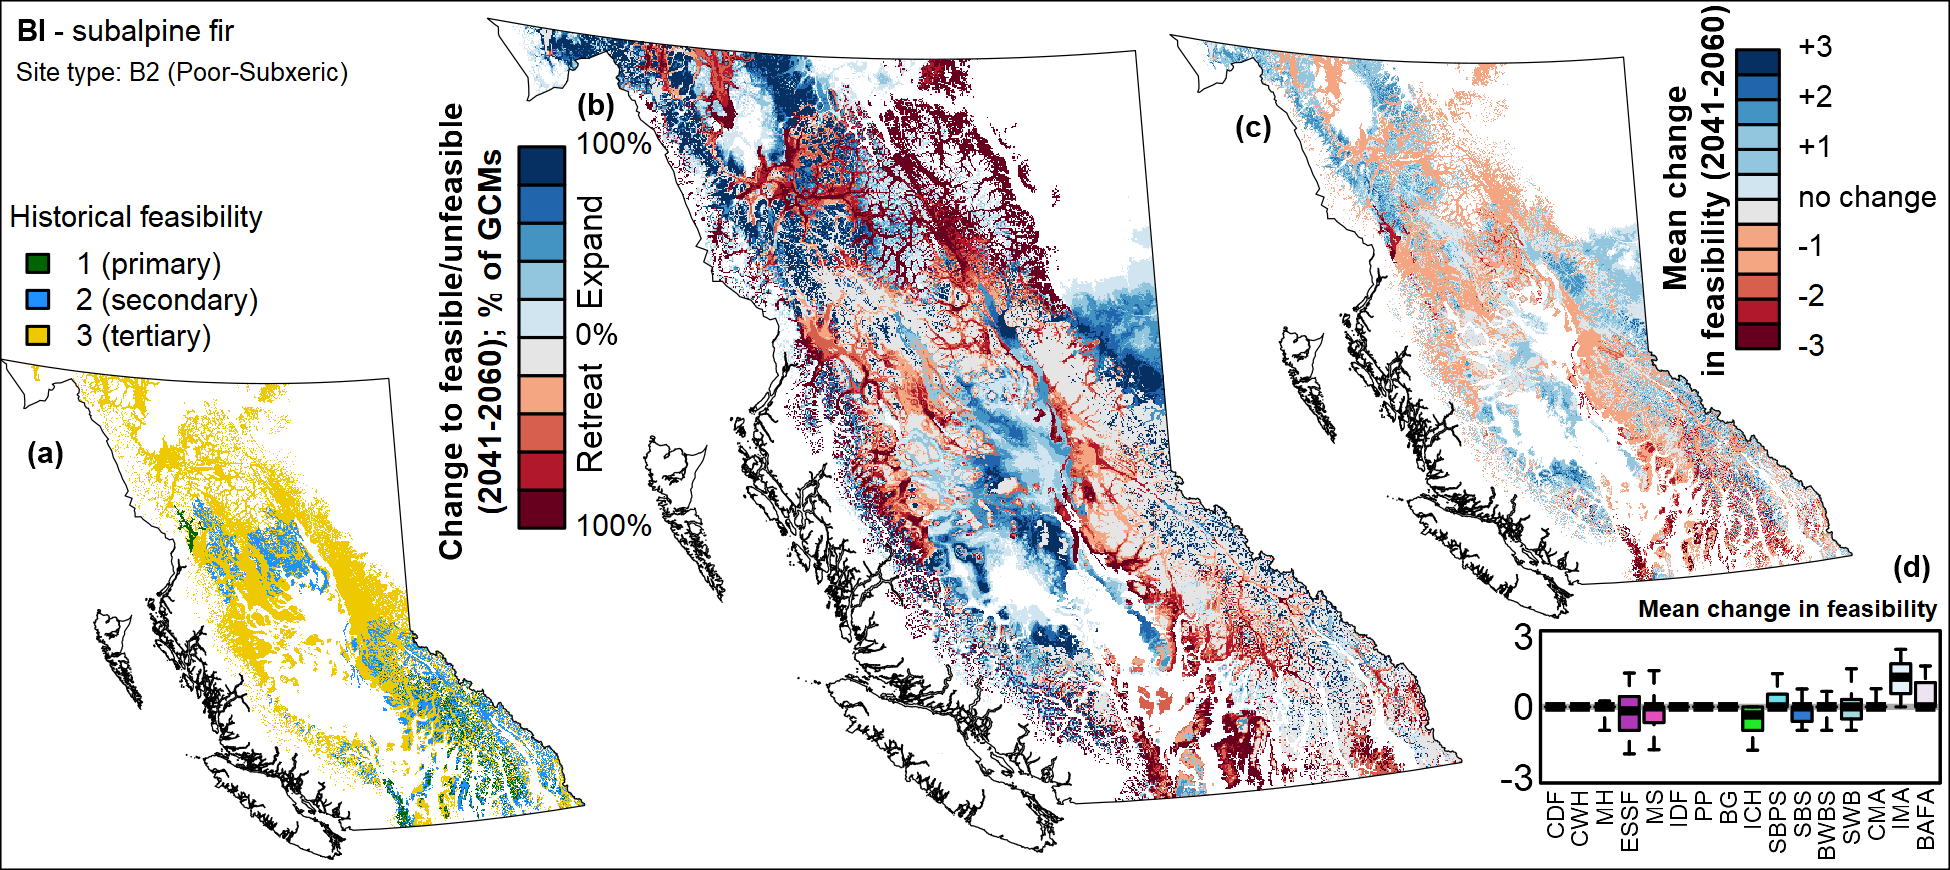 Bl - subalpine fir
Site type: B2 (Poor-Subxeric)
Historical feasibility
1 (primary)
2 (secondary)
3 (tertiary)
(a)
Change to feasible/unfeasible
(2041-2060); % of GCMs
100%
Expand
0%
Retreat
100%
(b)
(c)
Mean change
in feasibility (2041-2060)
+3
+2
+1
no change
-1
-2
-3
(d)
Mean change in feasibility
3
0
-3
CDF
CWH
MH
ESSF
MS
IDF
PP
BG
ICH
SBPS
SBS
BWBS
SWB
CMA
IMA
BAFA